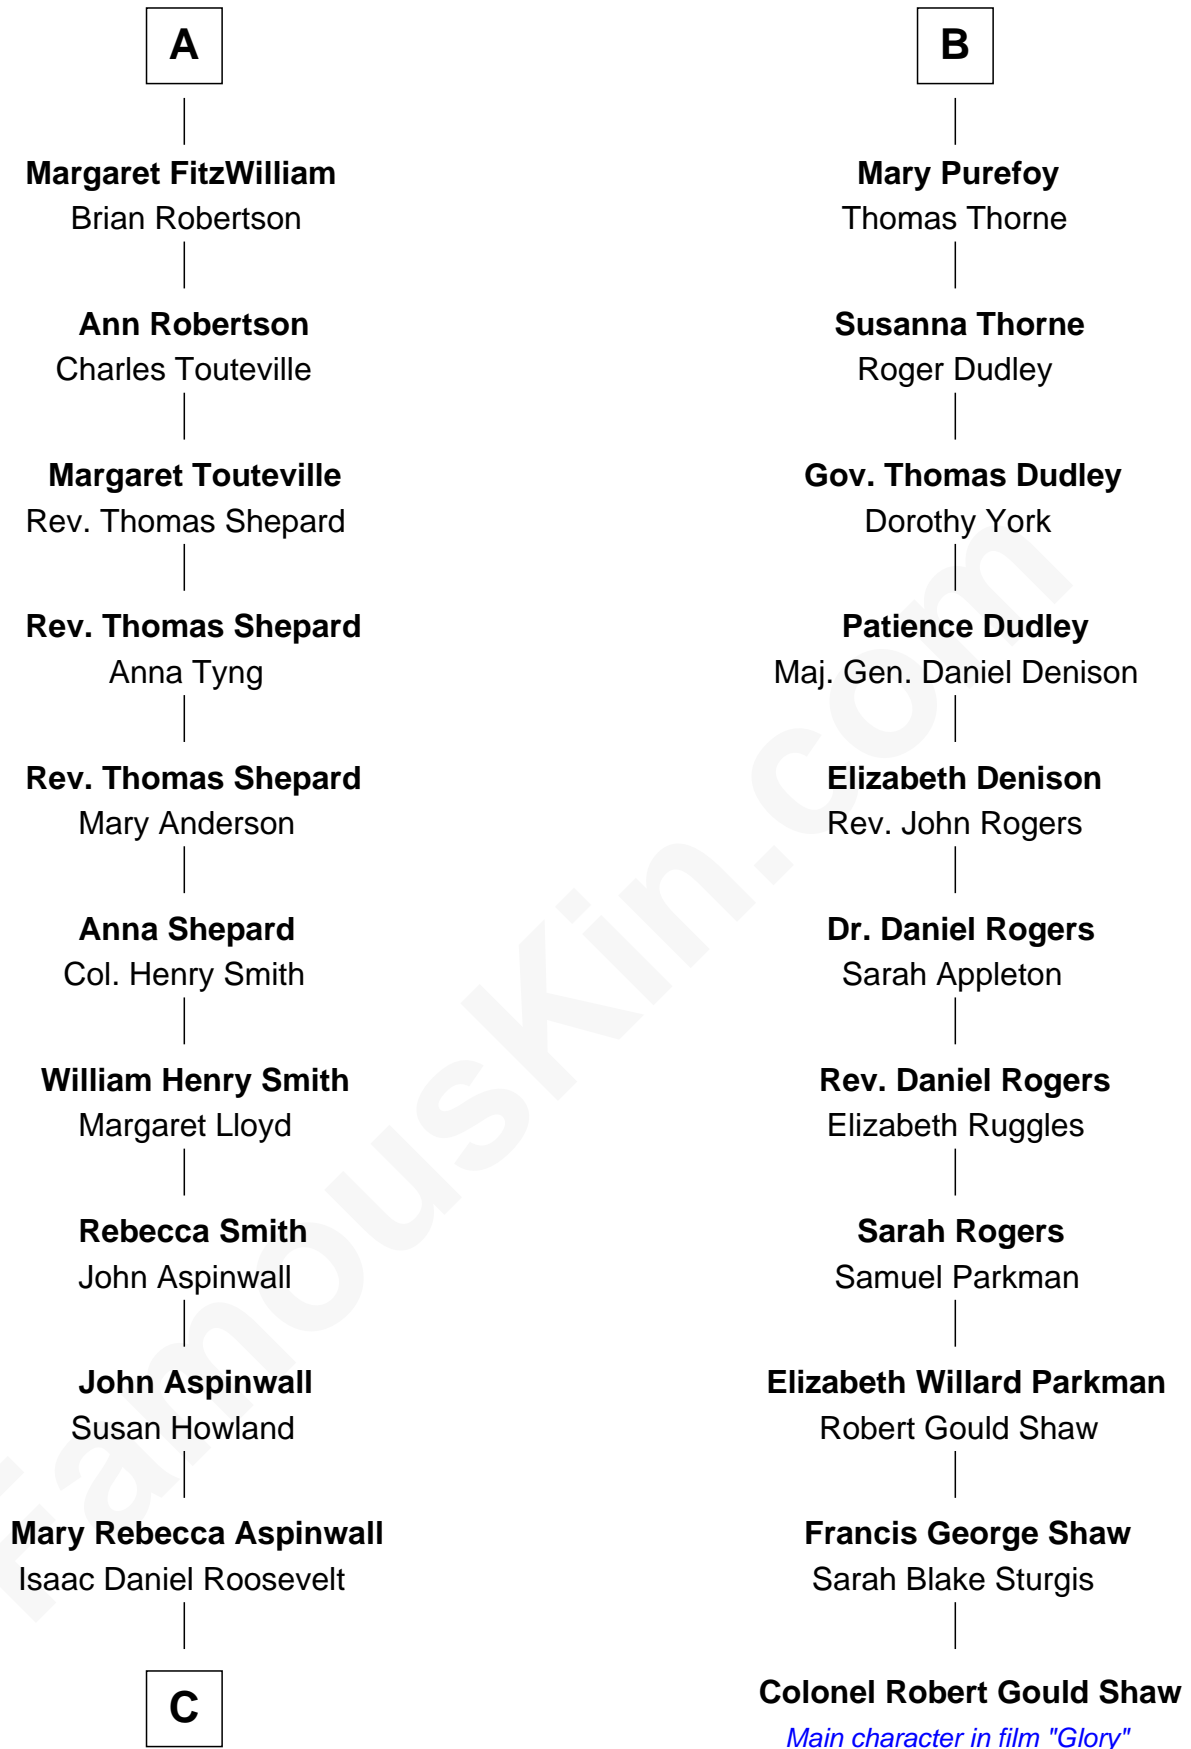 A
Margaret FitzWilliam
Brian Robertson
Ann Robertson
Charles Touteville
Margaret Touteville
Rev. Thomas Shepard
Rev. Thomas Shepard
Anna Tyng
Rev. Thomas Shepard
Mary Anderson
Anna Shepard
Col. Henry Smith
William Henry Smith
Margaret Lloyd
Rebecca Smith
John Aspinwall
John Aspinwall
Susan Howland
Mary Rebecca Aspinwall
Isaac Daniel Roosevelt
C
B
Mary Purefoy
Thomas Thorne
Susanna Thorne
Roger Dudley
Gov. Thomas Dudley
Dorothy York
Patience Dudley
Maj. Gen. Daniel Denison
Elizabeth Denison
Rev. John Rogers
Dr. Daniel Rogers
Sarah Appleton
Rev. Daniel Rogers
Elizabeth Ruggles
Sarah Rogers
Samuel Parkman
Elizabeth Willard Parkman
Robert Gould Shaw
Francis George Shaw
Sarah Blake Sturgis
Colonel Robert Gould Shaw
Main character in film "Glory"
FamousKin.com